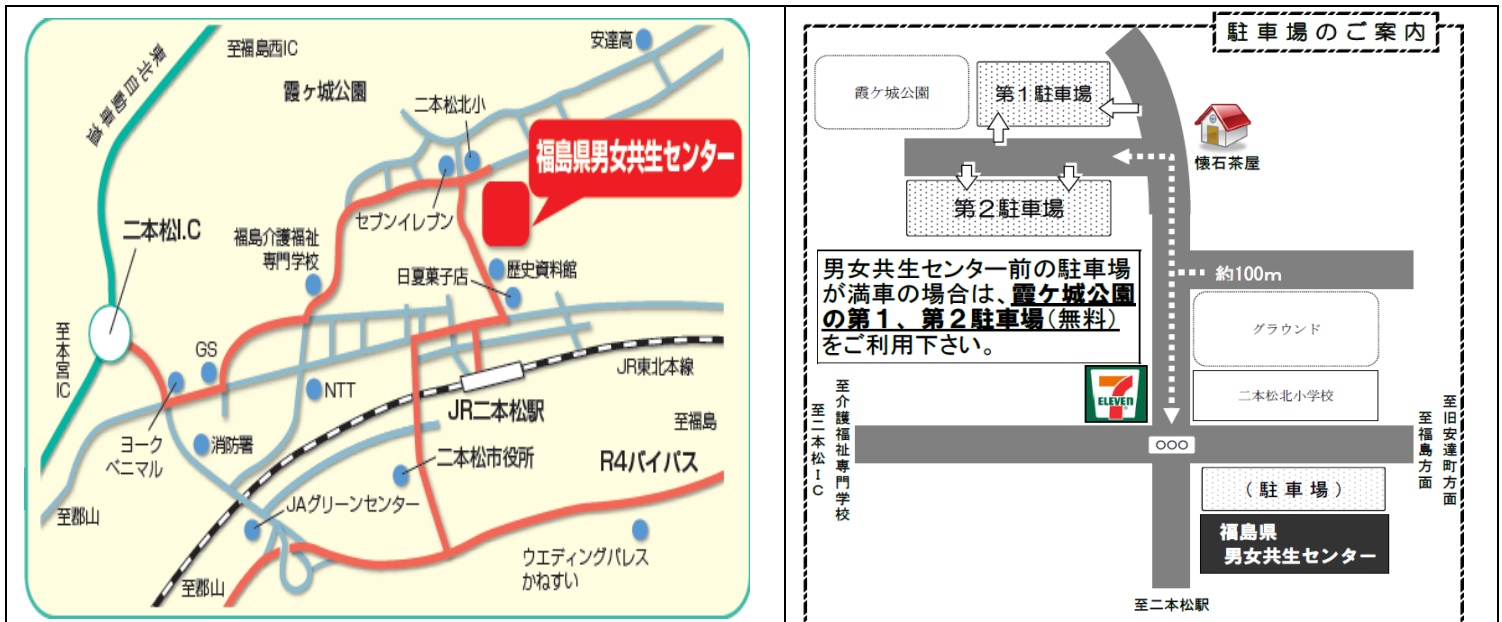 東北自動車道
至福島西IC
霞ヶ城公園
安達高
二本松北小
福島県男女共生センター
セブンイレブン
二本松I.C
福島介護福祉
専門学校
歴史資料館
日夏菓子店
至本宮IC
GS
NTT
JR東北本線
JR二本松駅
至福島
ヨーク
ベニマル
消防署
二本松市役所
R4バイパス
JAグリーンセンター
至郡山
ウエディングパレス
かねすい
至郡山
駐車場のご案内
霞ケ城公園
第1駐車場
懐石茶屋
第2駐車場
男女共生センター前の駐車場
が満車の場合は、霞ケ城公園
の第1、第2駐車場(無料)
をご利用下さい。
約100m
グラウンド
7
ELEVEN
二本松北小学校
至介護福祉専門学校
至二本松IC
至旧安達町方面
至福島方面
○○○
(駐車場)
福島県
男女共生センター
至二本松駅